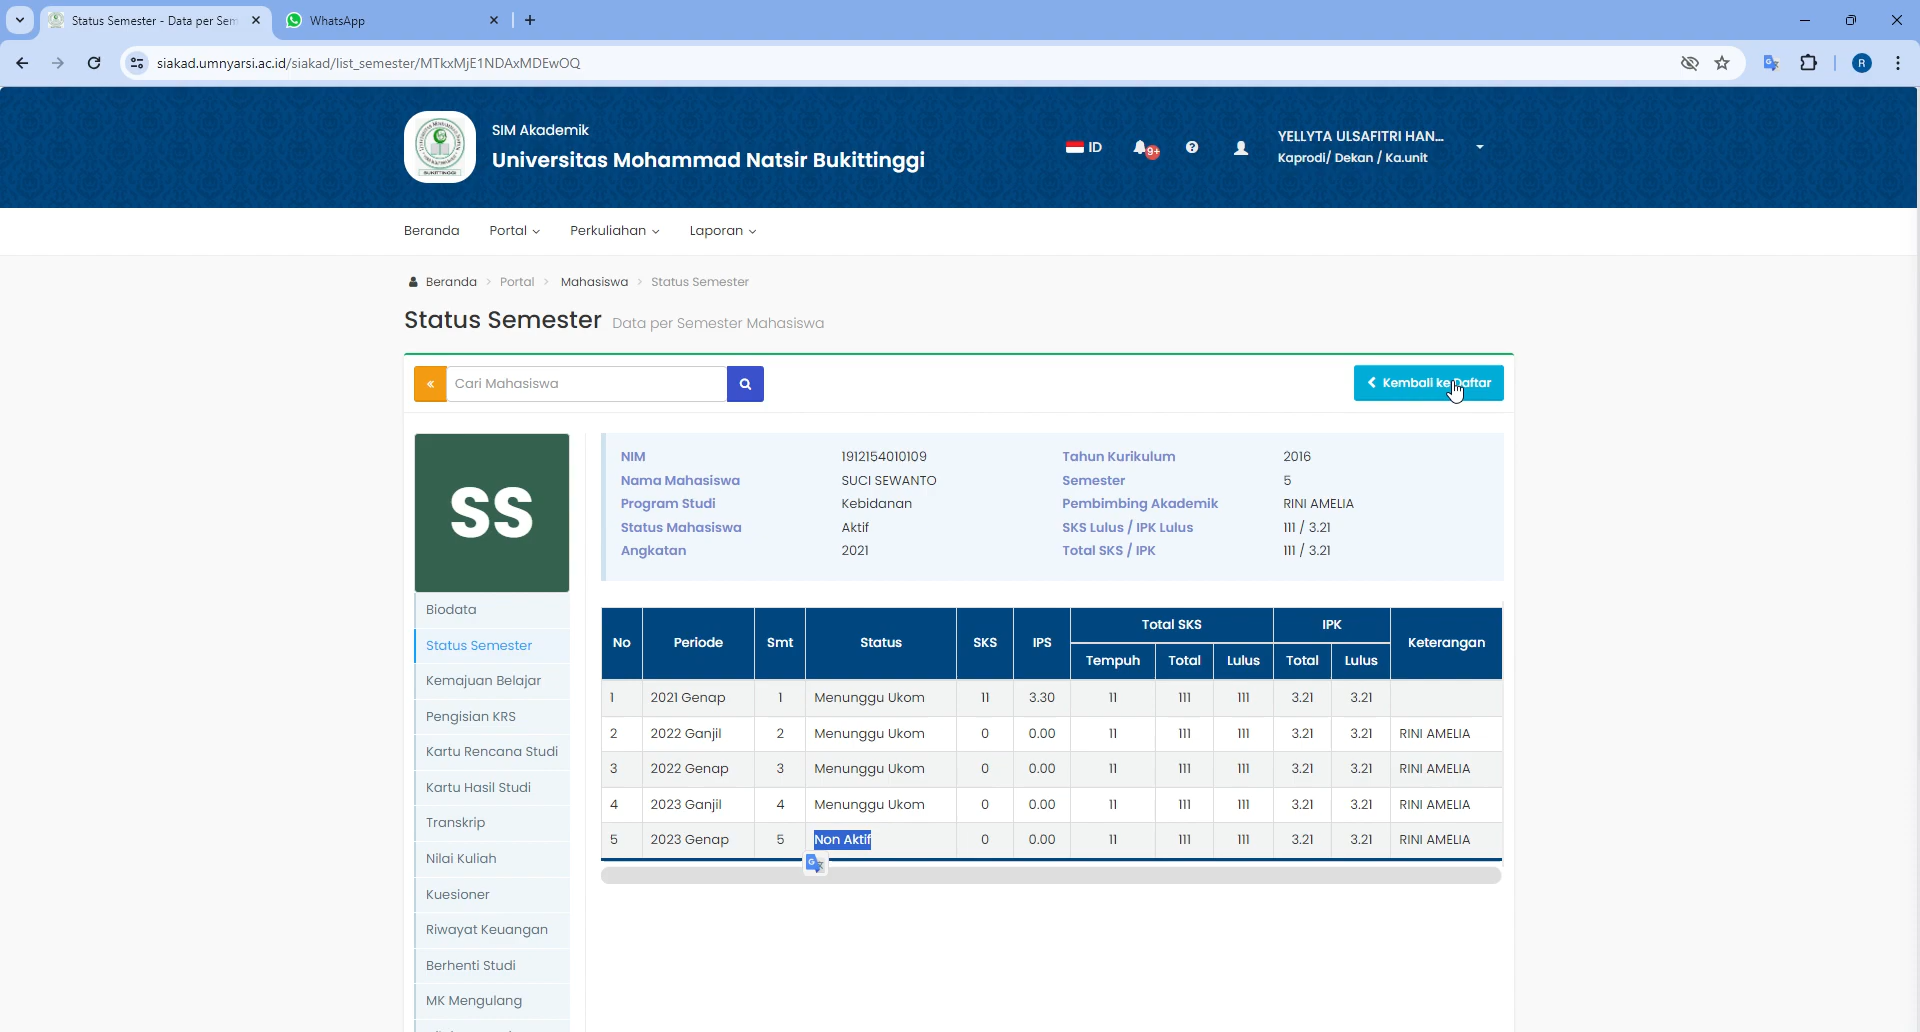 Status Semester - Data per Sem
WhatsApp
siakad.umnyarsi.ac.id/siakad/list_semester/MTkxMjE1NDAxMDEwOQ
R
SIM Akademik
Universitas Mohammad Natsir Bukittinggi
ID
9+
YELLYTA ULSAFITRI HAN...
Kaprodi/ Dekan / Ka.unit
Beranda Portal Perkuliahan Laporan
Beranda > Portal > Mahasiswa > Status Semester
Status Semester Data per Semester Mahasiswa
« Cari Mahasiswa
Kembali ke Daftar
SS
NIM 1912154010109 Tahun Kurikulum 2016
Nama Mahasiswa SUCI SEWANTO Semester 5
Program Studi Kebidanan Pembimbing Akademik RINI AMELIA
Status Mahasiswa Aktif SKS Lulus / IPK Lulus 111 / 3.21
Angkatan 2021 Total SKS / IPK 111 / 3.21
Biodata
Status Semester
Kemajuan Belajar
Pengisian KRS
Kartu Rencana Studi
Kartu Hasil Studi
Transkrip
Nilai Kuliah
Kuesioner
Riwayat Keuangan
Berhenti Studi
MK Mengulang
No Periode Smt Status SKS IPS Total SKS IPK Keterangan
Tempuh Total Lulus Total Lulus
1 2021 Genap 1 Menunggu Ukom 11 3.30 11 111 111 3.21 3.21
2 2022 Ganjil 2 Menunggu Ukom 0 0.00 11 111 111 3.21 3.21 RINI AMELIA
3 2022 Genap 3 Menunggu Ukom 0 0.00 11 111 111 3.21 3.21 RINI AMELIA
4 2023 Ganjil 4 Menunggu Ukom 0 0.00 11 111 111 3.21 3.21 RINI AMELIA
5 2023 Genap 5 Non Aktif 0 0.00 11 111 111 3.21 3.21 RINI AMELIA